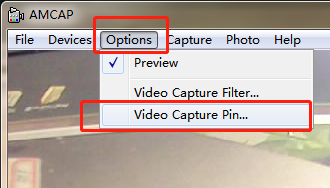 AMCAP
File Devices Options Capture Photo Help
Preview
Video Capture Filter...
Video Capture Pin...